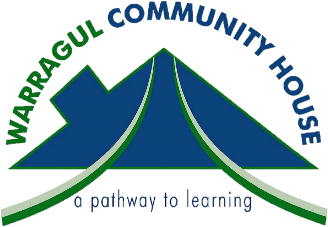 WARRAGUL COMMUNITY HOUSE
a pathway to learning